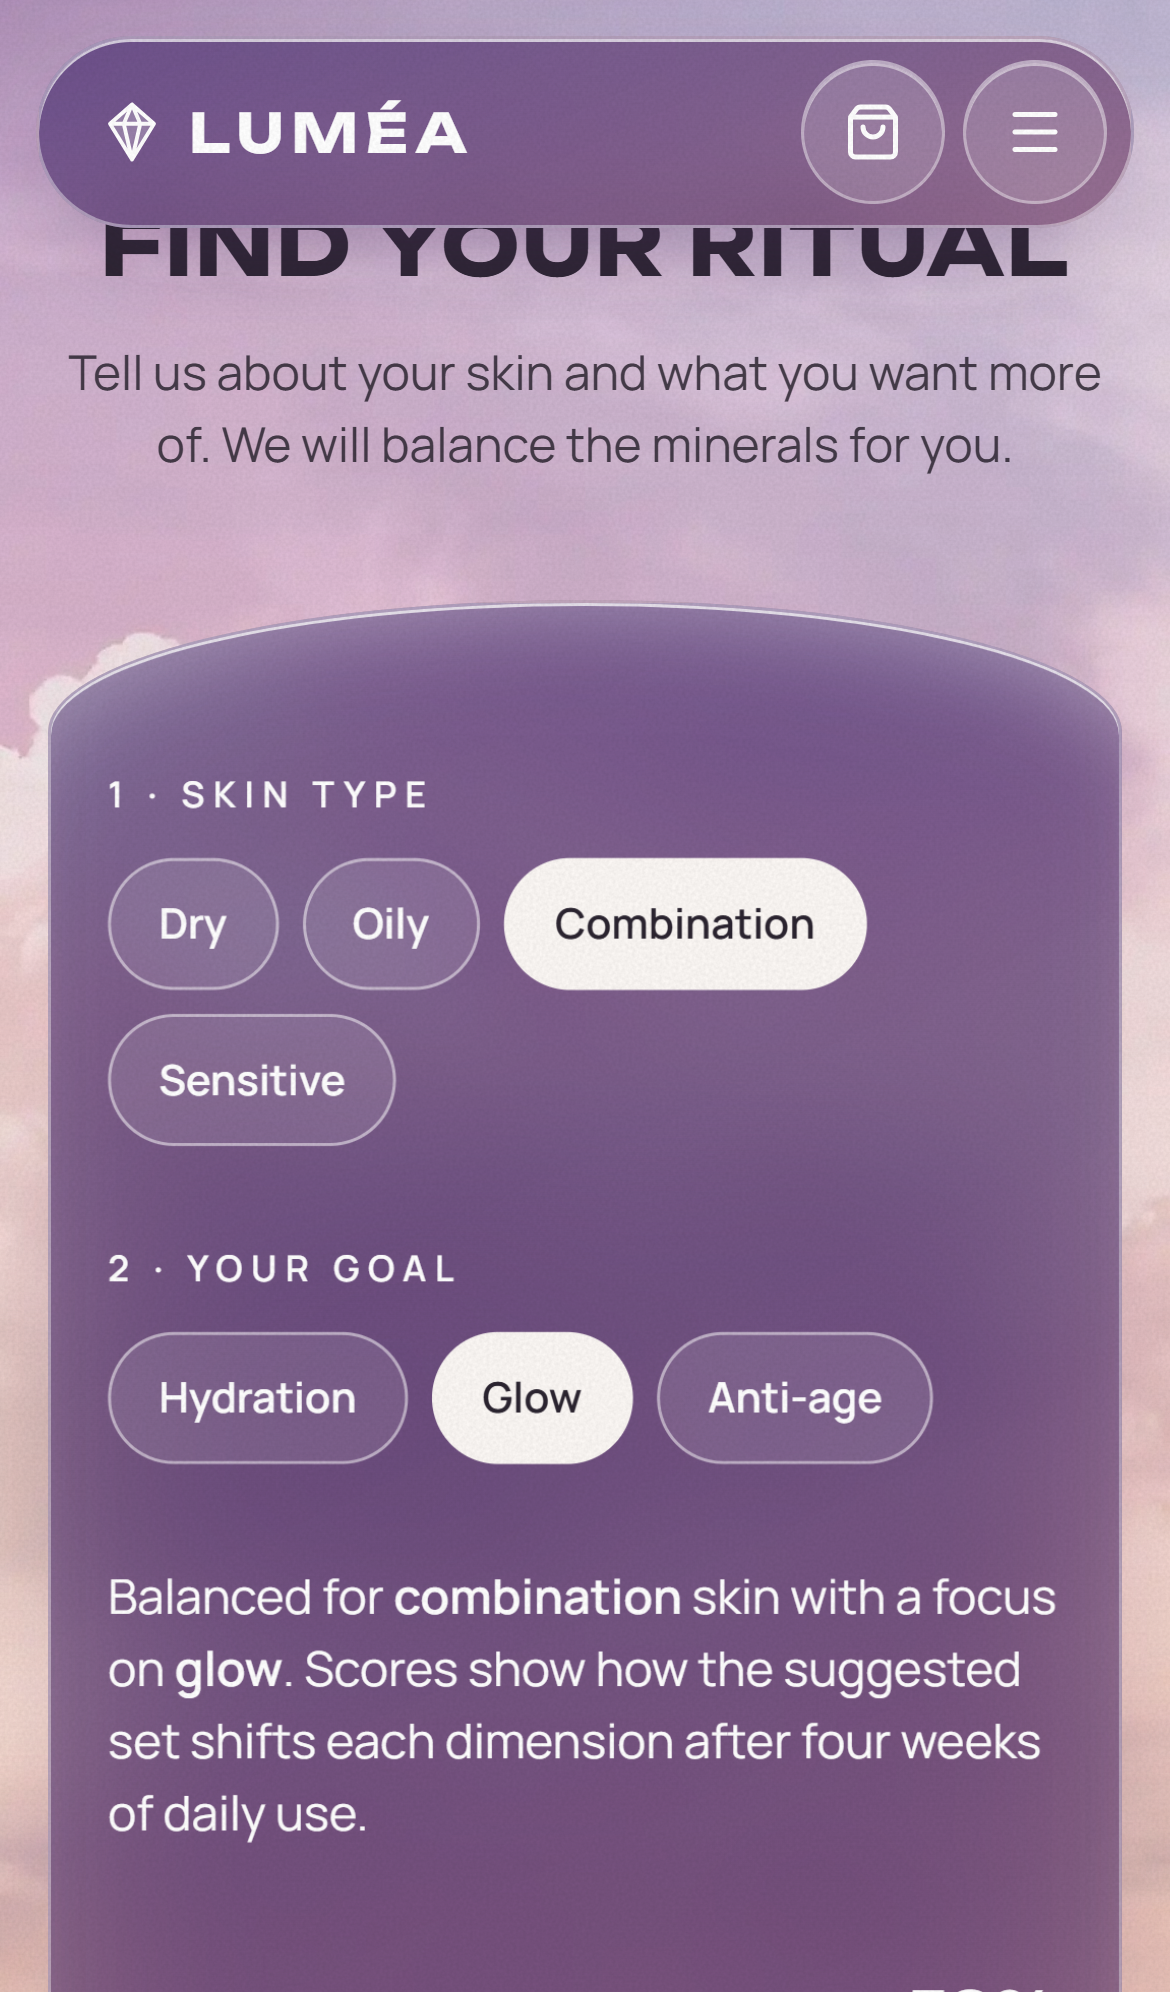 LUMÉA
FIND YOUR RITUAL
Tell us about your skin and what you want more
of. We will balance the minerals for you.
1 · SKIN TYPE
Dry
Oily
Combination
Sensitive
2 · YOUR GOAL
Hydration
Glow
Anti-age
Balanced for combination skin with a focus
on glow. Scores show how the suggested
set shifts each dimension after four weeks
of daily use.